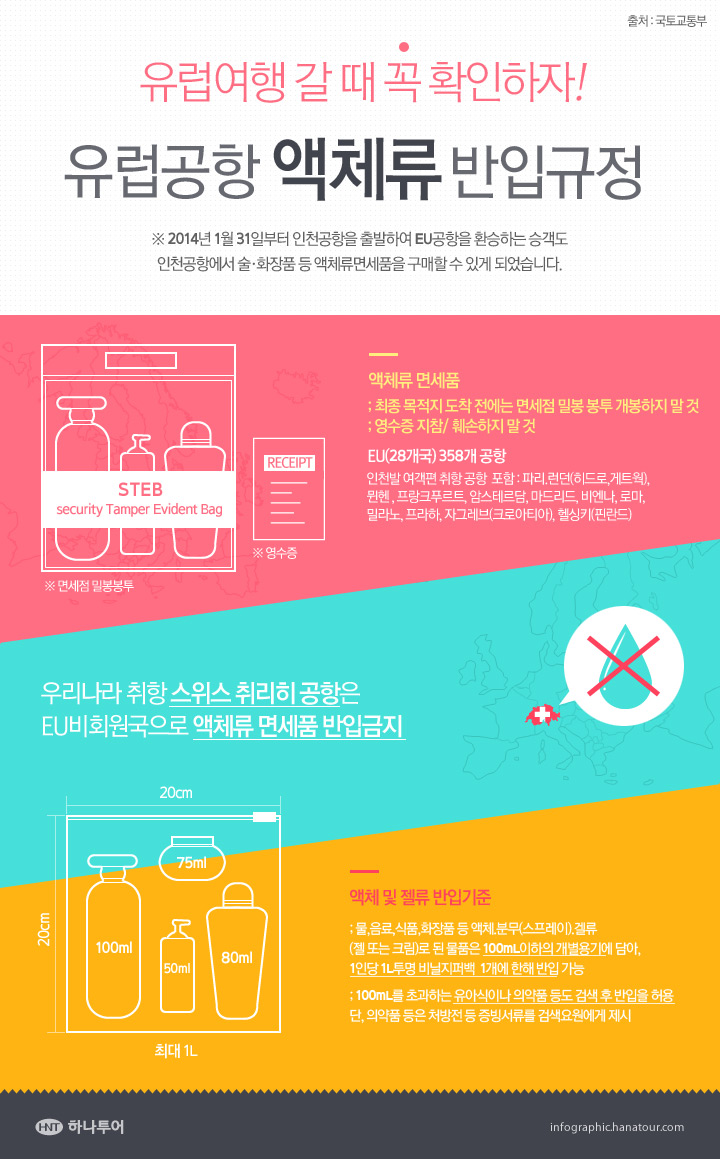 출처 : 국토교통부
유럽여행 갈 때 꼭 확인하자!
유럽공항 액체류 반입규정
※ 2014년 1월 31일부터 인천공항을 출발하여 EU공항을 환승하는 승객도
인천공항에서 술·화장품 등 액체류면세품을 구매할 수 있게 되었습니다.
STEB
security Tamper Evident Bag
※ 면세점 밀봉봉투
RECEIPT
※ 영수증
액체류 면세품
; 최종 목적지 도착 전에는 면세점 밀봉 봉투 개봉하지 말 것
; 영수증 지참/ 훼손하지 말 것
EU(28개국) 358개 공항
인천발 여객편 취항 공항 포함 : 파리,런던(히드로,게트윅),
뮌헨 , 프랑크푸르트, 암스테르담, 마드리드, 비엔나, 로마,
밀라노, 프라하, 자그레브(크로아티아), 헬싱키(핀란드)
우리나라 취항 스위스 취리히 공항은
EU비회원국으로 액체류 면세품 반입금지
20cm
20cm
75ml
100ml
50ml
80ml
최대 1L
액체 및 젤류 반입기준
; 물,음료,식품,화장품 등 액체,분무(스프레이),겔류
(젤 또는 크림)로 된 물품은 100mL이하의 개별용기에 담아,
1인당 1L투명 비닐지퍼백 1개에 한해 반입 가능
; 100mL를 초과하는 유아식이나 의약품 등도 검색 후 반입을 허용
단, 의약품 등은 처방전 등 증빙서류를 검색요원에게 제시
HNT 하나투어
infographic.hanatour.com